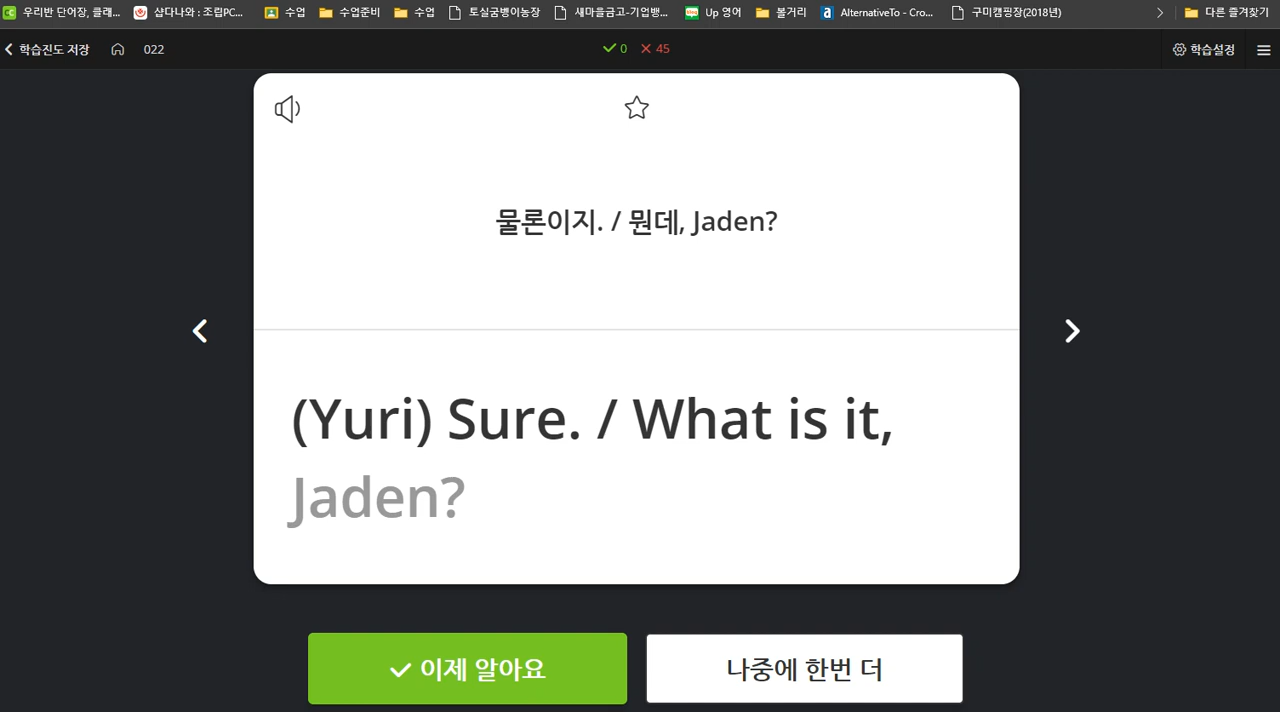 우리반 단어장, 클래... 샵다나와 : 조립PC... 수업 수업준비 수업 토실굼벵이농장 새마을금고-기업뱅... Up 영어 볼거리 AlternativeTo - Cro... 구미캠핑장(2018년) 다른 즐겨찾기
학습진도 저장 022 0 45 학습설정
물론이지. / 뭔데, Jaden?
(Yuri) Sure. / What is it,
Jaden?
이제 알아요 나중에 한번 더